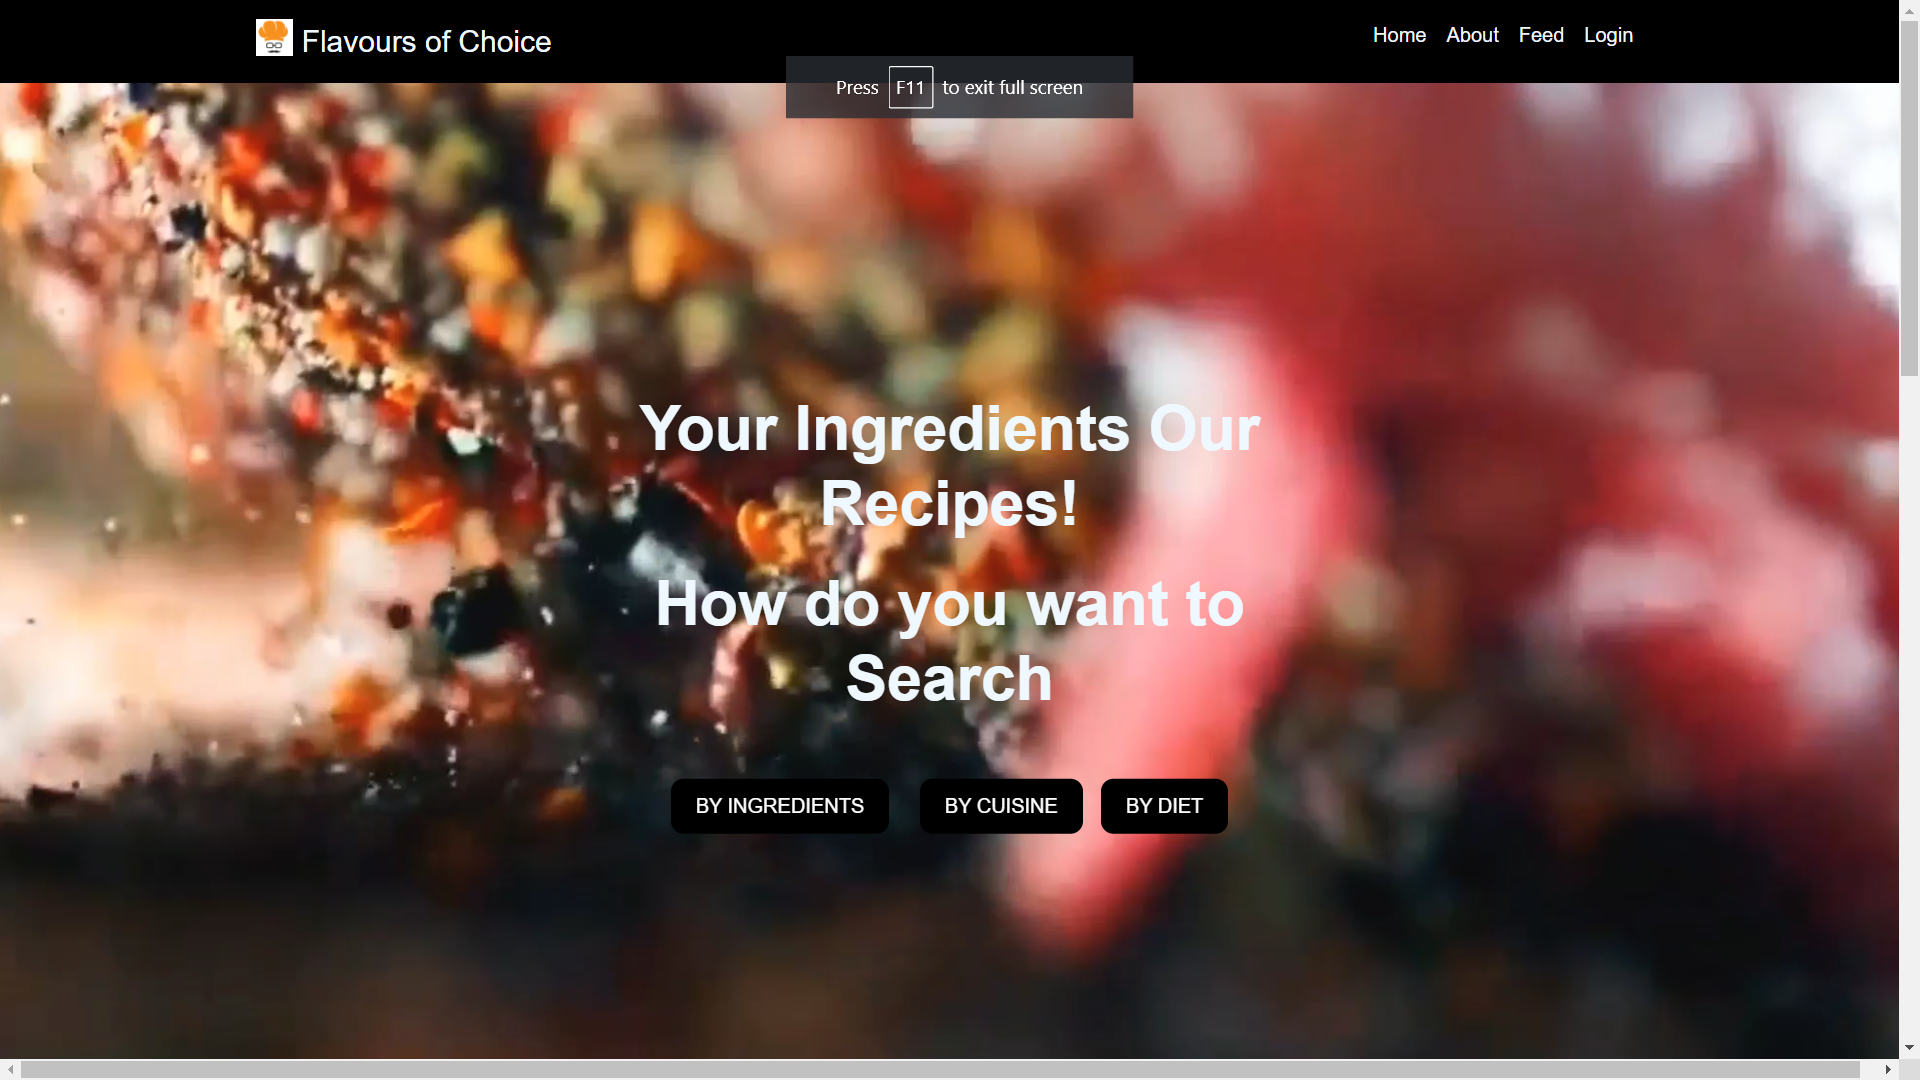 Flavours of Choice
Home About Feed Login
Press F11 to exit full screen
Your Ingredients Our
Recipes!
How do you want to
Search
BY INGREDIENTS BY CUISINE BY DIET